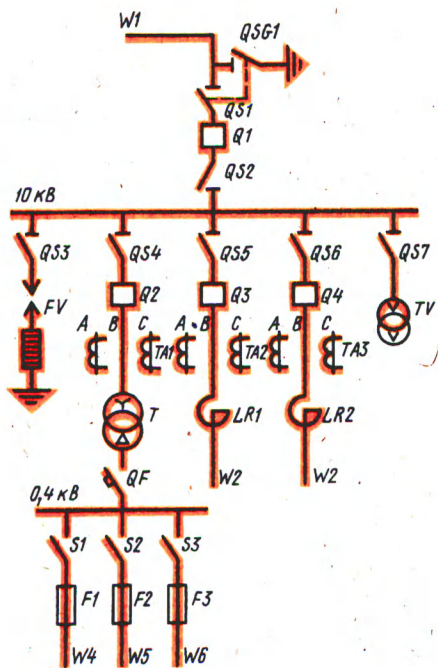 W1
QSG1
QS1
Q1
QS2
10 кВ
QS3 QS4 QS5 QS6 QS7
Q2 Q3 Q4
FV TV
A B C A B C A B C
TA1 TA2 TA3
T LR1 LR2
QF W2 W2
0,4 кВ
S1 S2 S3
F1 F2 F3
W4 W5 W6